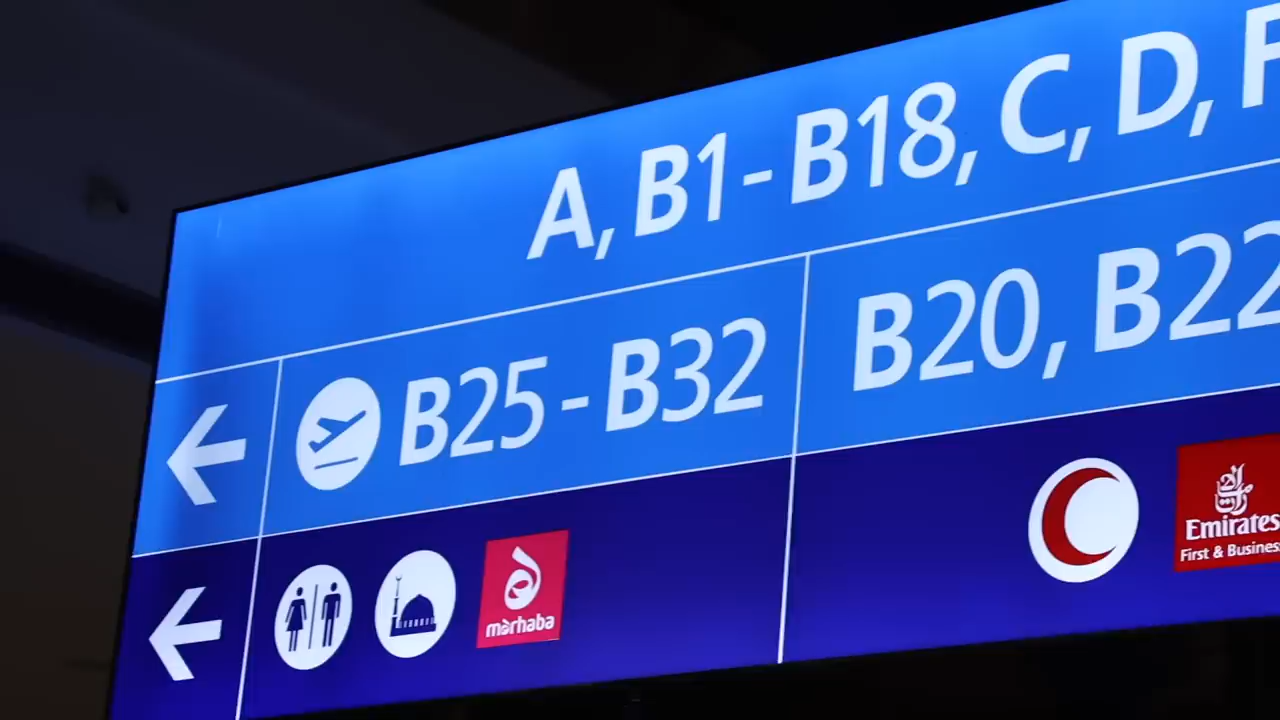 A, B1-B18, C, D, F
B25-B32
B20, B22
marhaba
Emirates
First & Business